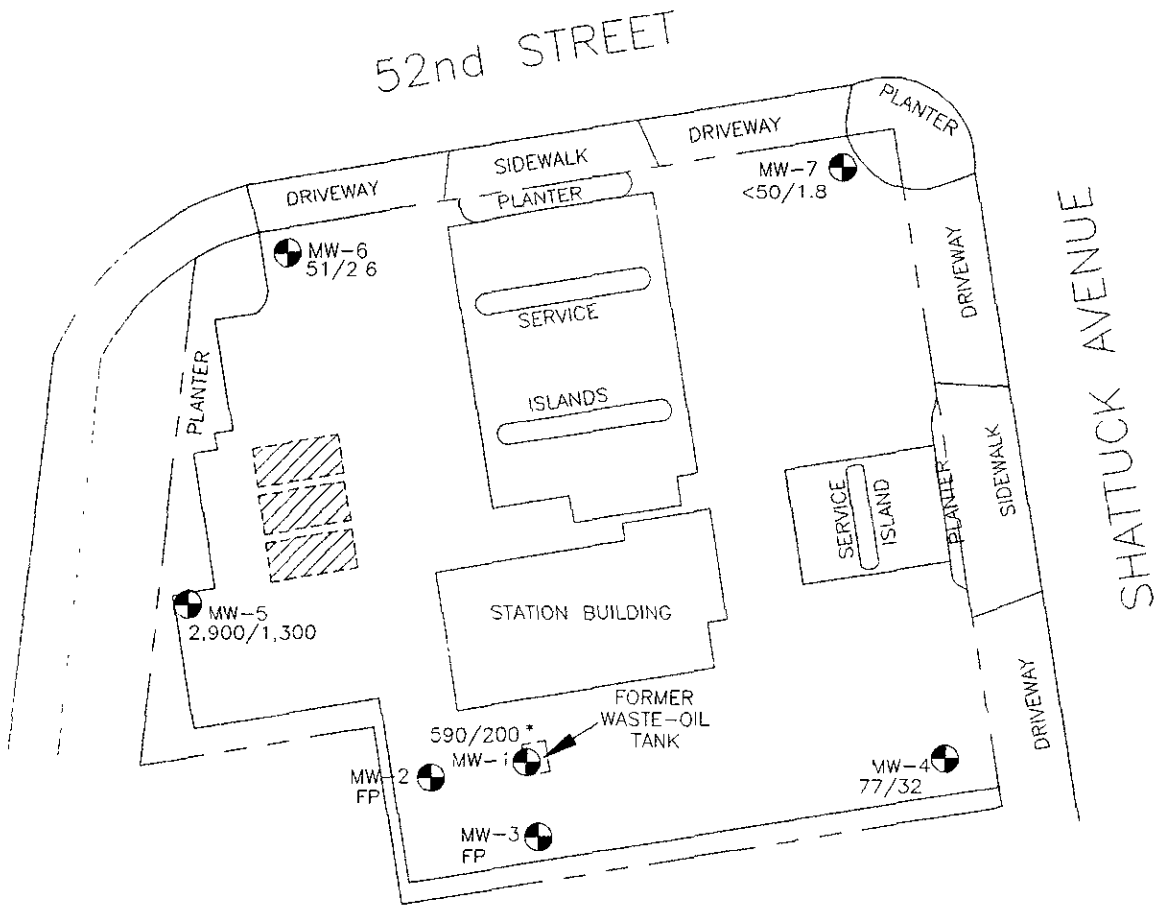 52nd STREET
PLANTER
DRIVEWAY
SIDEWALK
DRIVEWAY
PLANTER
MW-7
<50/1.8
MW-6
51/2 6
SERVICE
ISLANDS
PLANTER
DRIVEWAY
SHATTUCK AVENUE
SIDEWALK
PLANTER
SERVICE
ISLAND
STATION BUILDING
MW-5
2,900/1,300
DRIVEWAY
FORMER
WASTE-OIL
TANK
590/200 *
MW-1
MW-2
FP
MW-3
FP
MW-4
77/32